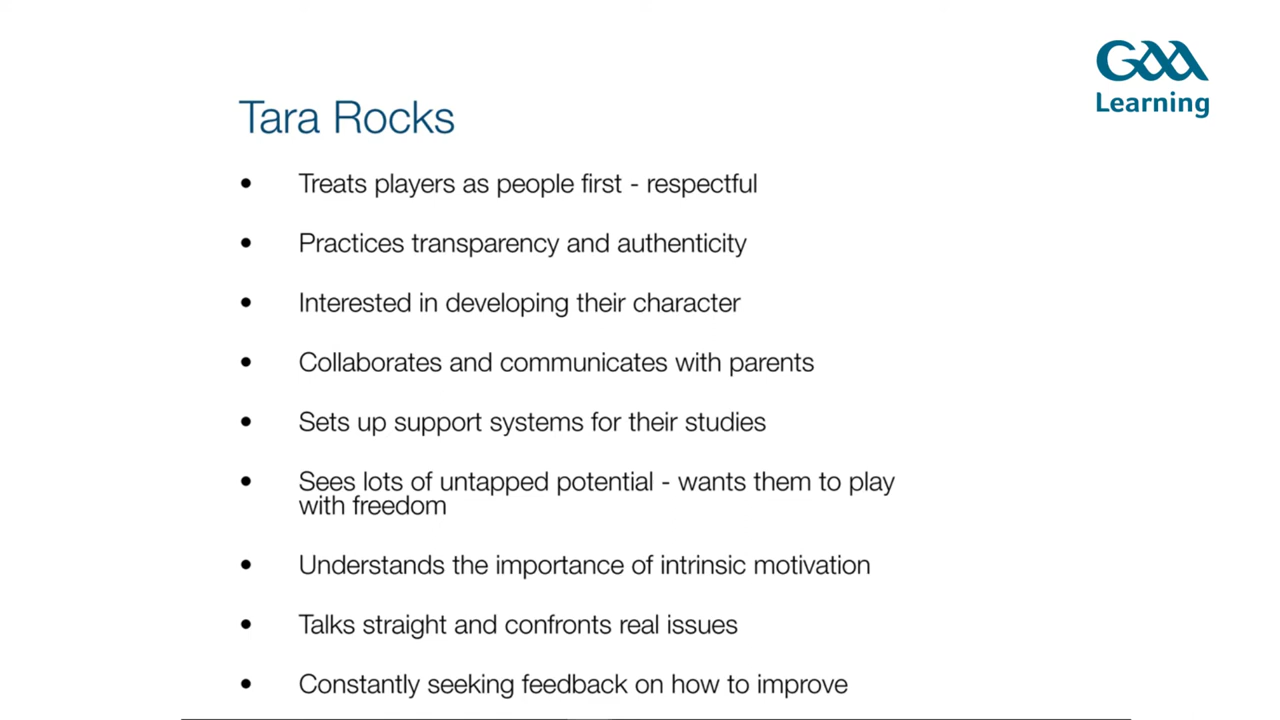 GAA
Learning
Tara Rocks
• Treats players as people first - respectful
• Practices transparency and authenticity
• Interested in developing their character
• Collaborates and communicates with parents
• Sets up support systems for their studies
• Sees lots of untapped potential - wants them to play
with freedom
• Understands the importance of intrinsic motivation
• Talks straight and confronts real issues
• Constantly seeking feedback on how to improve